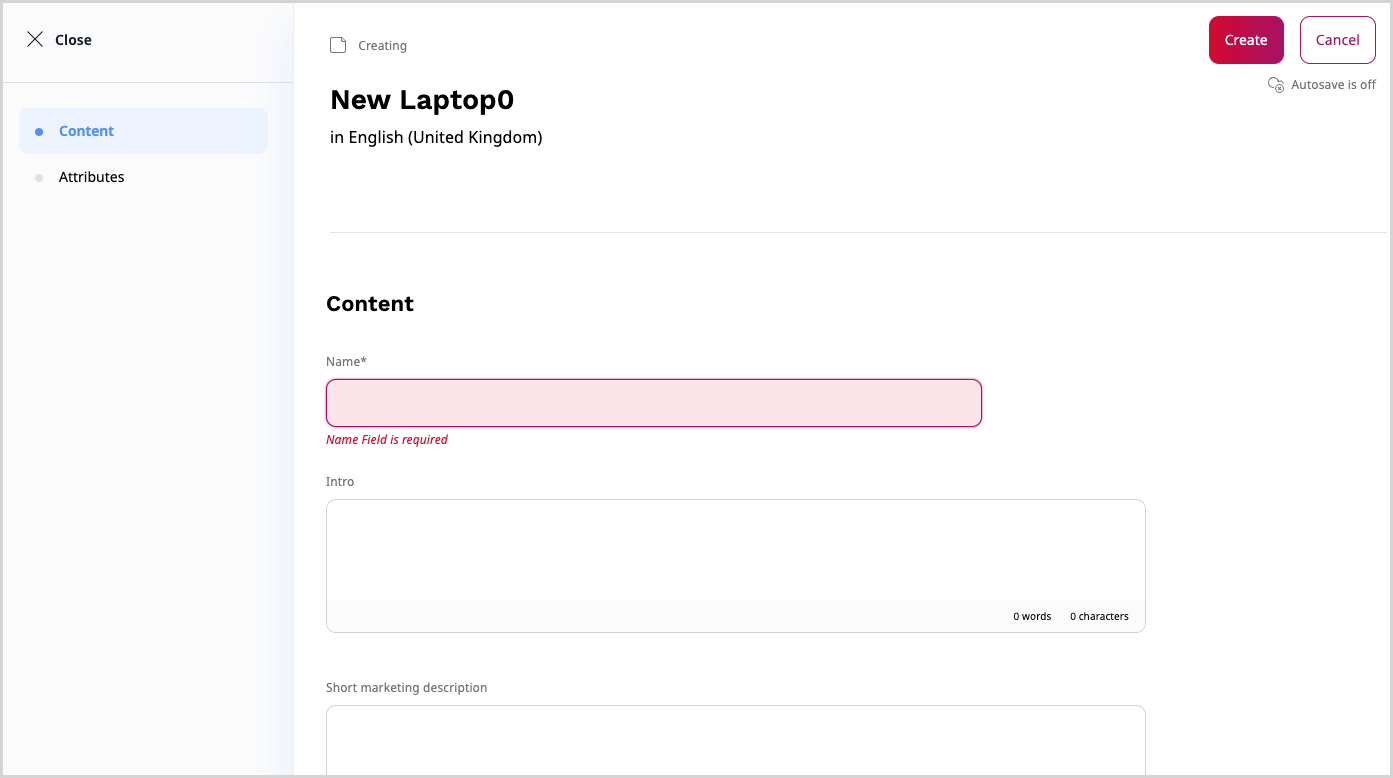 Close
Content
Attributes
Creating
New Laptop0
in English (United Kingdom)
Create
Cancel
Autosave is off
Content
Name*
Name Field is required
Intro
0 words 0 characters
Short marketing description